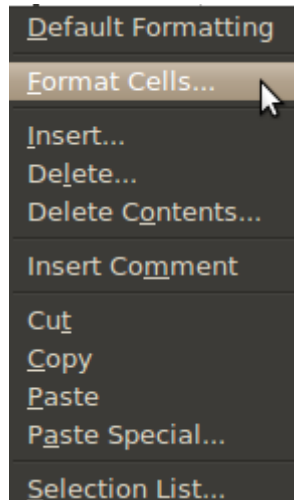 Default Formatting
Format Cells...
Insert...
Delete...
Delete Contents...
Insert Comment
Cut
Copy
Paste
Paste Special...
Selection List...